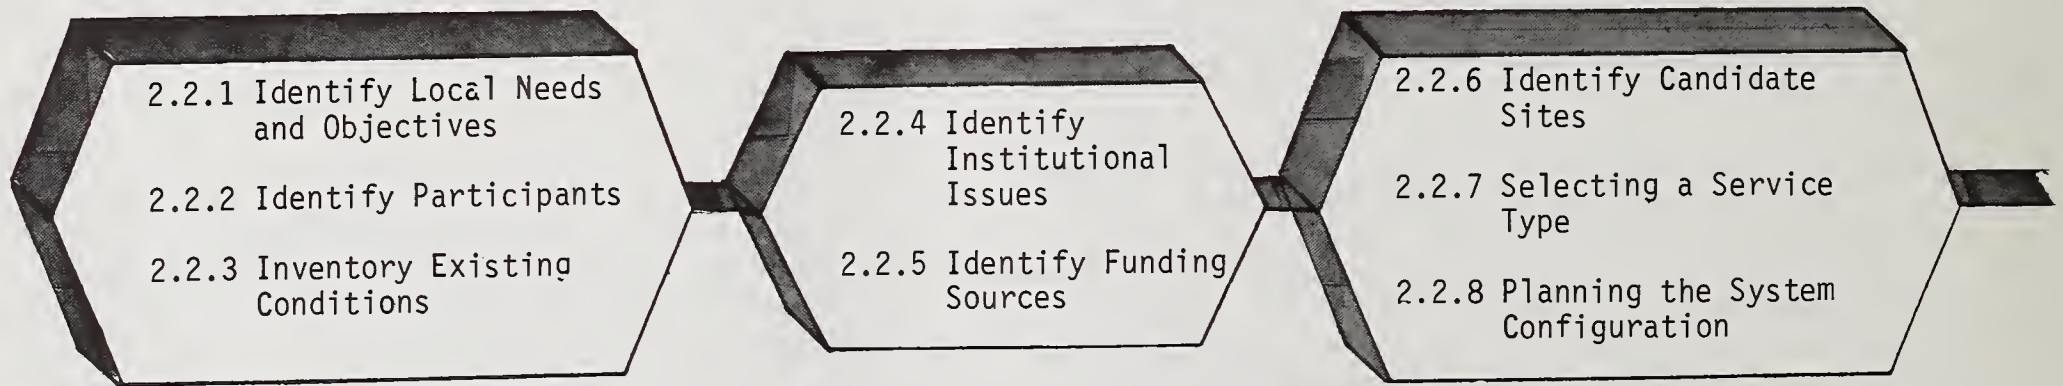 2.2.1 Identify Local Needs
and Objectives
2.2.2 Identify Participants
2.2.3 Inventory Existing
Conditions
2.2.4 Identify
Institutional
Issues
2.2.5 Identify Funding
Sources
2.2.6 Identify Candidate
Sites
2.2.7 Selecting a Service
Type
2.2.8 Planning the System
Configuration